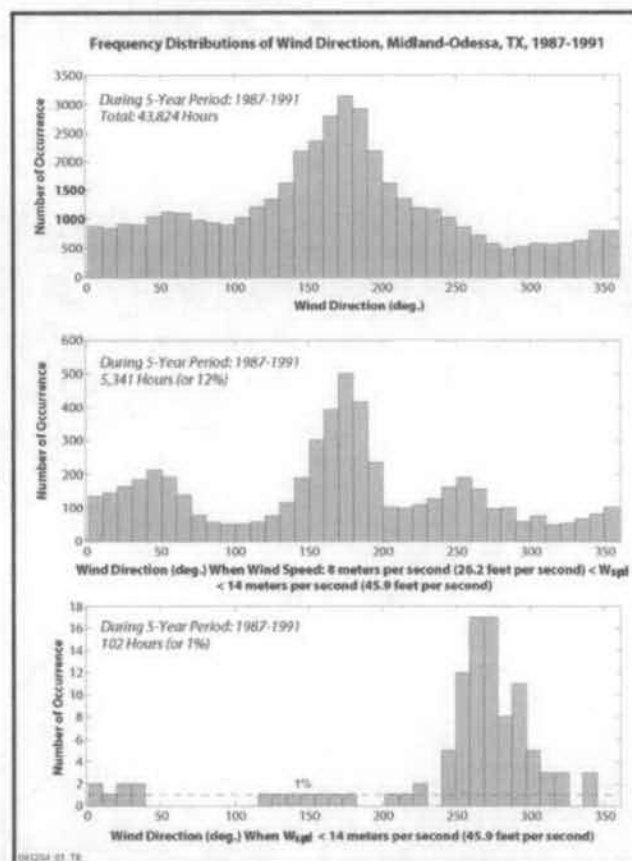 Frequency Distributions of Wind Direction, Midland-Odessa, TX, 1987-1991
3500
3000
2500
2000
1500
1000
500
0
Number of Occurrence
During 5-Year Period: 1987-1991
Total: 43,824 Hours
0 50 100 150 200 250 300 350
Wind Direction (deg.)
600
500
400
300
200
100
0
Number of Occurrence
During 5-Year Period: 1987-1991
5,341 Hours (or 12%)
0 50 100 150 200 250 300 350
Wind Direction (deg.) When Wind Speed: 8 meters per second (26.2 feet per second) < Wspd
< 14 meters per second (45.9 feet per second)
18
16
14
12
10
8
6
4
2
0
Number of Occurrence
During 5-Year Period: 1987-1991
102 Hours (or 1%)
1%
0 50 100 150 200 250 300 350
Wind Direction (deg.) When Wspd < 14 meters per second (45.9 feet per second)